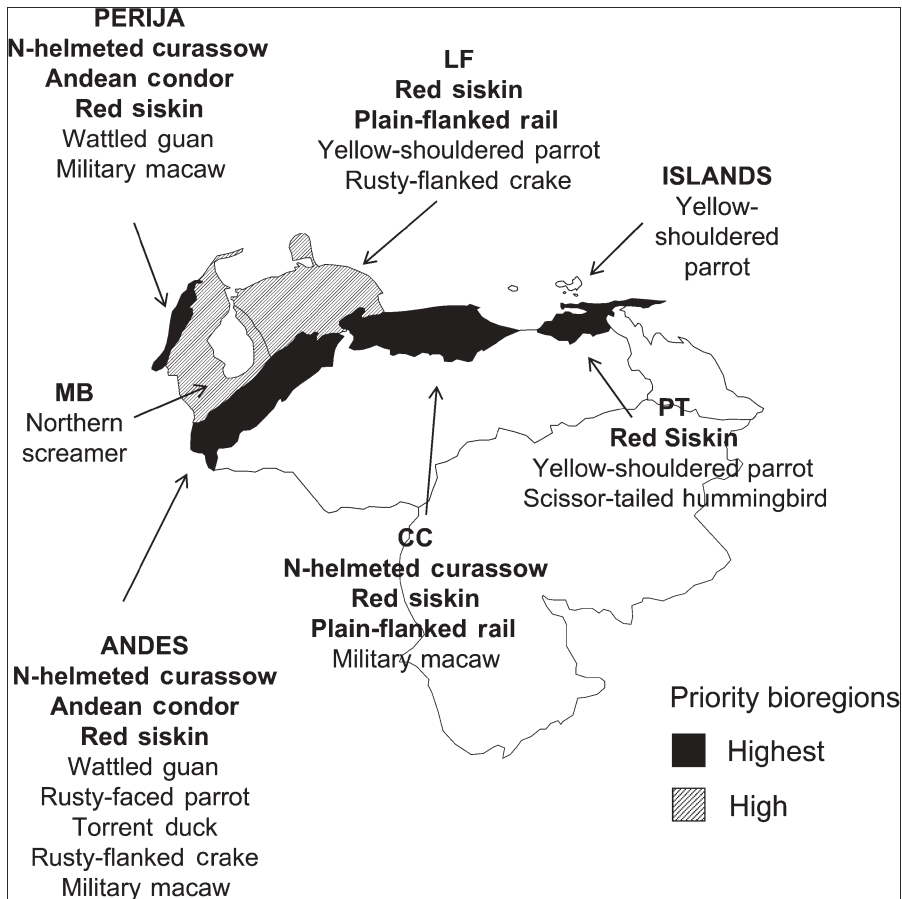 PERIJA
N-helmeted curassow
Andean condor
Red siskin
Wattled guan
Military macaw
LF
Red siskin
Plain-flanked rail
Yellow-shouldered parrot
Rusty-flanked crake
ISLANDS
Yellow-
shouldered
parrot
MB
Northern
screamer
PT
Red Siskin
Yellow-shouldered parrot
Scissor-tailed hummingbird
CC
N-helmeted curassow
Red siskin
Plain-flanked rail
Military macaw
ANDES
N-helmeted curassow
Andean condor
Red siskin
Wattled guan
Rusty-faced parrot
Torrent duck
Rusty-flanked crake
Military macaw
Priority bioregions
Highest
High